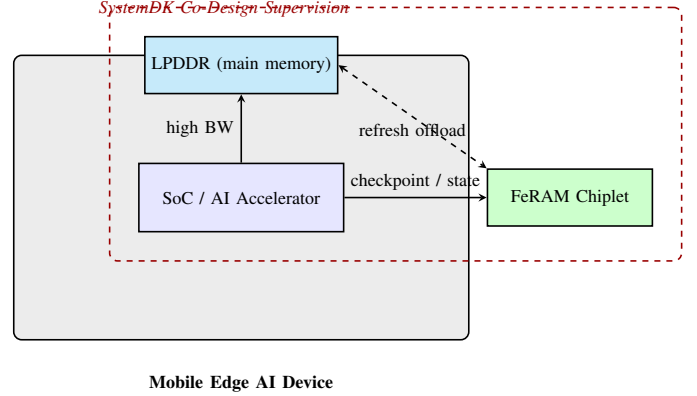 SystemDK Co-Design Supervision
LPDDR (main memory)
high BW
refresh offload
checkpoint / state
SoC / AI Accelerator
FeRAM Chiplet
Mobile Edge AI Device